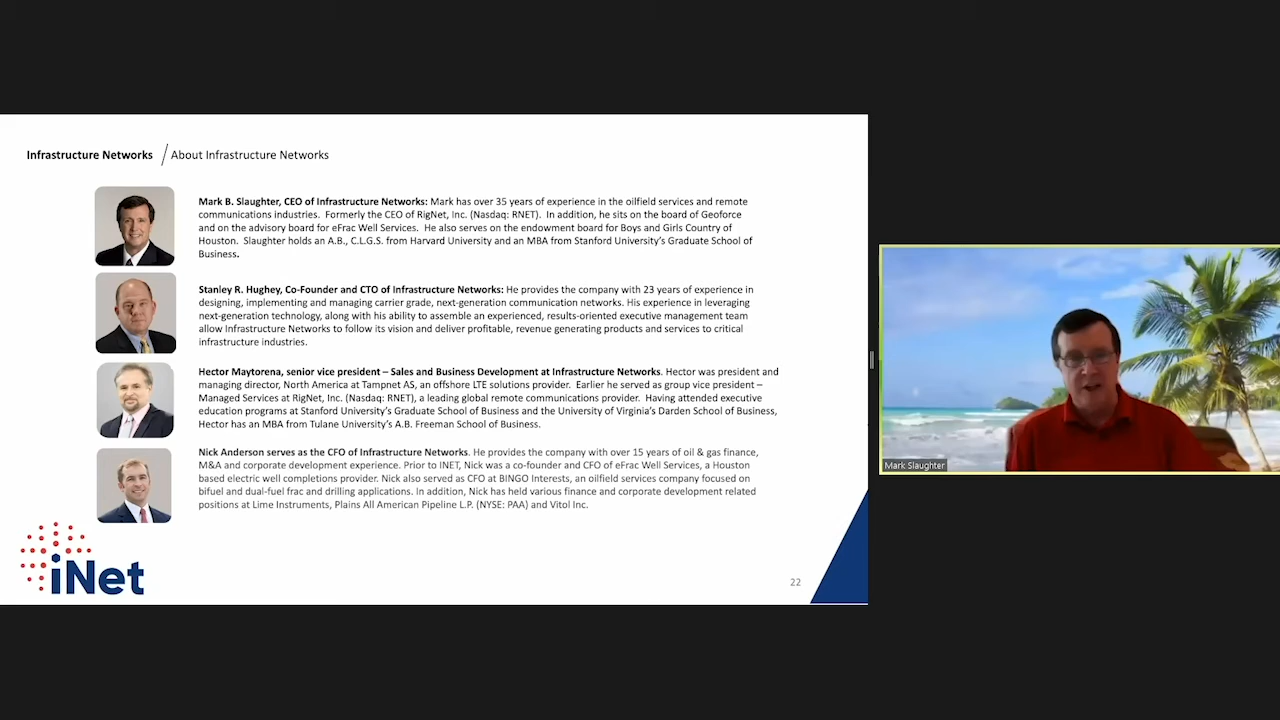 Infrastructure Networks / About Infrastructure Networks
Mark B. Slaughter, CEO of Infrastructure Networks: Mark has over 35 years of experience in the oilfield services and remote
communications industries.  Formerly the CEO of RigNet, Inc. (Nasdaq: RNET).  In addition, he sits on the board of Geoforce
and on the advisory board for eFrac Well Services.  He also serves on the endowment board for Boys and Girls Country of
Houston.  Slaughter holds an A.B., C.L.G.S. from Harvard University and an MBA from Stanford University's Graduate School of
Business.
Stanley R. Hughey, Co-Founder and CTO of Infrastructure Networks: He provides the company with 23 years of experience in
designing, implementing and managing carrier grade, next-generation communication networks. His experience in leveraging
next-generation technology, along with his ability to assemble an experienced, results-oriented executive management team
allow Infrastructure Networks to follow its vision and deliver profitable, revenue generating products and services to critical
infrastructure industries.
Hector Maytorena, senior vice president – Sales and Business Development at Infrastructure Networks. Hector was president and
managing director, North America at Tampnet AS, an offshore LTE solutions provider.  Earlier he served as group vice president –
Managed Services at RigNet, Inc. (Nasdaq: RNET), a leading global remote communications provider.  Having attended executive
education programs at Stanford University's Graduate School of Business and the University of Virginia's Darden School of Business,
Hector has an MBA from Tulane University's A.B. Freeman School of Business.
Nick Anderson serves as the CFO of Infrastructure Networks. He provides the company with over 15 years of oil & gas finance,
M&A and corporate development experience. Prior to INET, Nick was a co-founder and CFO of eFrac Well Services, a Houston
based electric well completions provider. Nick also served as CFO at BINGO Interests, an oilfield services company focused on
bifuel and dual-fuel frac and drilling applications. In addition, Nick has held various finance and corporate development related
positions at Lime Instruments, Plains All American Pipeline L.P. (NYSE: PAA) and Vitol Inc.
iNet
22
Mark Slaughter